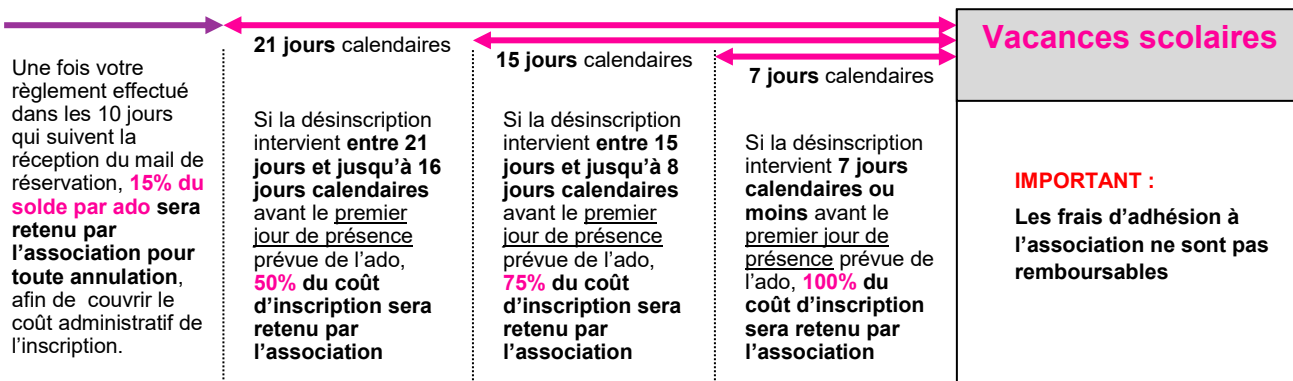 Une fois votre
règlement effectué
dans les 10 jours
qui suivent la
réception du mail de
réservation, 15% du
solde par ado sera
retenu par
l'association pour
toute annulation,
afin de couvrir le
coût administratif de
l'inscription.
21 jours calendaires
Si la désinscription
intervient entre 21
jours et jusqu'à 16
jours calendaires
avant le premier
jour de présence
prévue de l'ado,
50% du coût
d'inscription sera
retenu par
l'association
15 jours calendaires
Si la désinscription
intervient entre 15
jours et jusqu'à 8
jours calendaires
avant le premier
jour de présence
prévue de l'ado,
75% du coût
d'inscription sera
retenu par
l'association
7 jours calendaires
Si la désinscription
intervient 7 jours
calendaires ou
moins avant le
premier jour de
présence prévue de
l'ado, 100% du
coût d'inscription
sera retenu par
l'association
Vacances scolaires
IMPORTANT :
Les frais d'adhésion à
l'association ne sont pas
remboursables